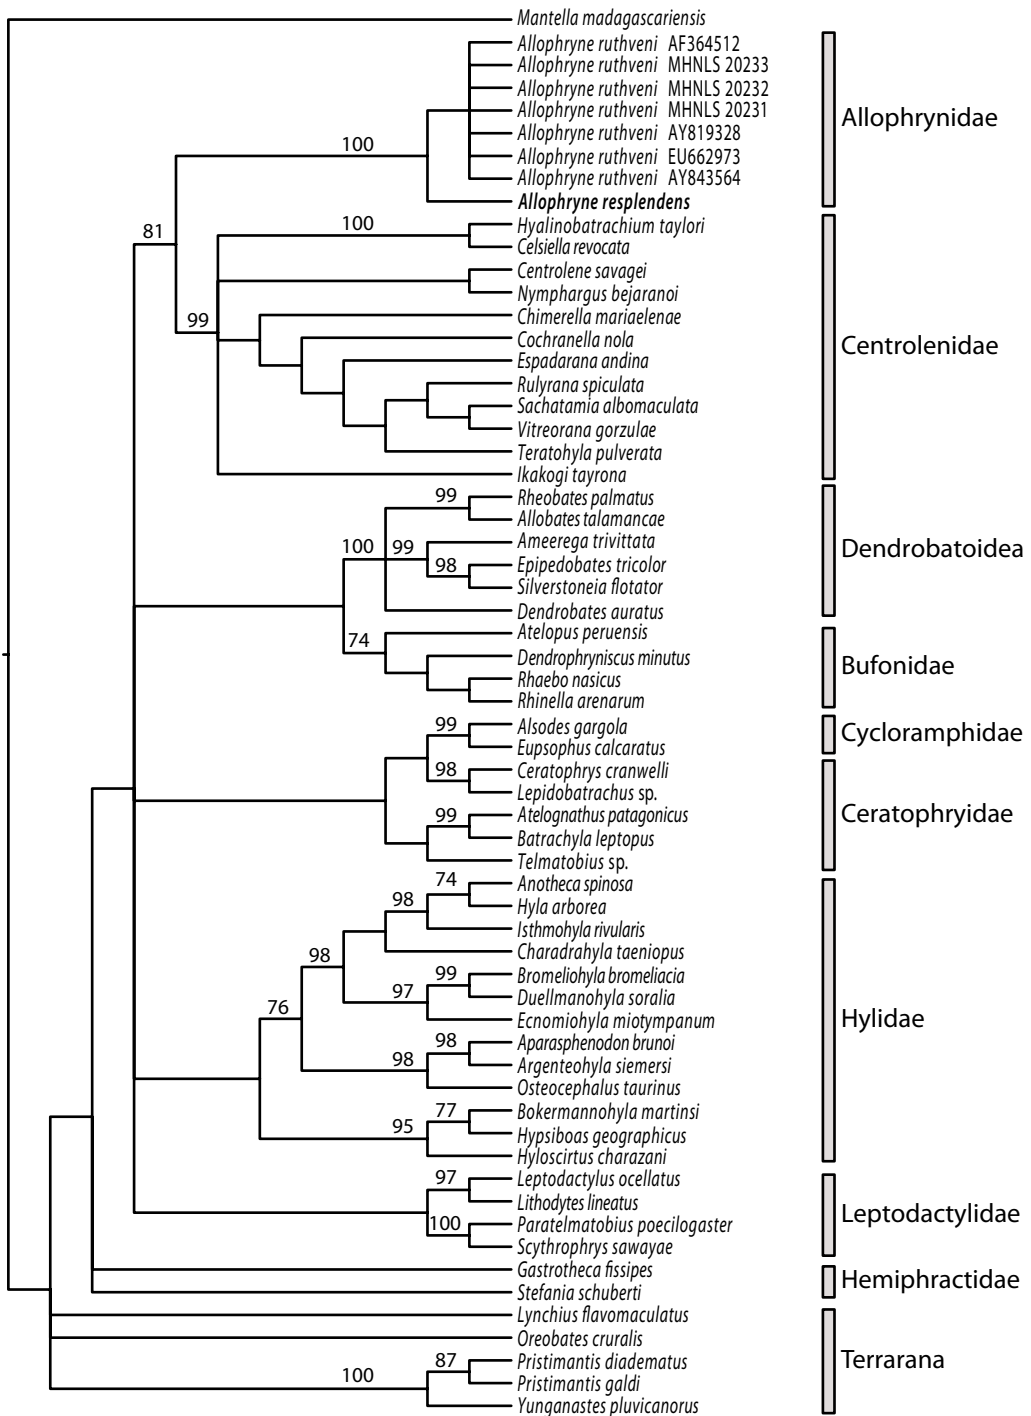 Mantella madagascariensis
Allophryne ruthveni AF364512
Allophryne ruthveni MHNLS 20233
Allophryne ruthveni MHNLS 20232
Allophryne ruthveni MHNLS 20231
Allophryne ruthveni AY819328
Allophryne ruthveni EU662973
Allophryne ruthveni AY843564
Allophryne resplendens
Allophrynidae
100
81
Hyalinobatrachium taylori
Celsiella revocata
Centrolene savagei
Nymphargus bejaranoi
Chimerella mariaelenae
Cochranella nola
Espadarana andina
Rulyrana spiculata
Sachatamia albomaculata
Vitreorana gorzulae
Teratohyla pulverata
Ikakogi tayrona
Centrolenidae
100
99
Rheobates palmatus
Allobates talamancae
Ameerega trivittata
Epipedobates tricolor
Silverstoneia flotator
Dendrobates auratus
Dendrobatoidea
99
100
99
98
Atelopus peruensis
Dendrophryniscus minutus
Rhaebo nasicus
Rhinella arenarum
Bufonidae
74
Alsodes gargola
Eupsophus calcaratus
Cycloramphidae
99
Ceratophrys cranwelli
Lepidobatrachus sp.
Atelognathus patagonicus
Batrachyla leptopus
Telmatobius sp.
Ceratophryidae
98
99
Anotheca spinosa
Hyla arborea
Isthmohyla rivularis
Charadrahyla taeniopus
Bromeliohyla bromeliacia
Duellmanohyla soralia
Ecnomiohyla miotympanum
Aparasphenodon brunoi
Argenteohyla siemersi
Osteocephalus taurinus
Bokermannohyla martinsi
Hypsiboas geographicus
Hyloscirtus charazani
Hylidae
74
98
98
99
97
76
98
98
77
95
Leptodactylus ocellatus
Lithodytes lineatus
Paratelmatobius poecilogaster
Scythrophrys sawayae
Leptodactylidae
97
100
Gastrotheca fissipes
Stefania schuberti
Hemiphractidae
Lynchius flavomaculatus
Oreobates cruralis
Pristimantis diadematus
Pristimantis galdi
Yunganastes pluvicanorus
Terrarana
87
100